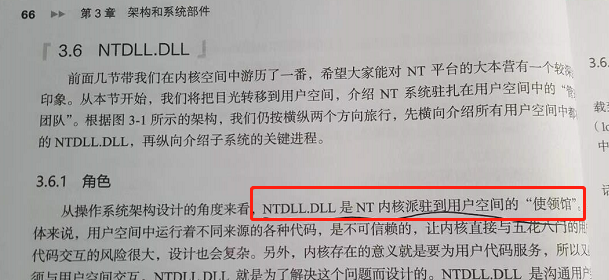 66 ▶▶ 第 3 章 架构和系统部件
3.6 NTDLL.DLL
前面几节带我们在内核空间中游历了一番，希望大家能对 NT 平台的大本营有一个较
印象。从本节开始，我们将把目光转移到用户空间，介绍 NT 系统驻扎在用户空间中的“
团队”。根据图 3-1 所示的架构，我们仍按横纵两个方向旅行，先横向介绍所有用户空间中
的 NTDLL.DLL，再纵向介绍子系统的关键进程。
3.6.1 角色
从操作系统架构设计的角度来看，NTDLL.DLL 是 NT 内核派驻到用户空间的“使领馆”。
体来说，用户空间中运行着不同来源的各种代码，是不可信赖的，让内核直接与五花八门的用
代码交互的风险很大，设计也会复杂。另外，内核存在的意义就是要为用户代码服务，所以又
须与用户空间交互。NTDLL.DLL 就是为了解决这个问题而设计的。NTDLL.DLL 是沟通用户
3.6.
载
(lo
中
话